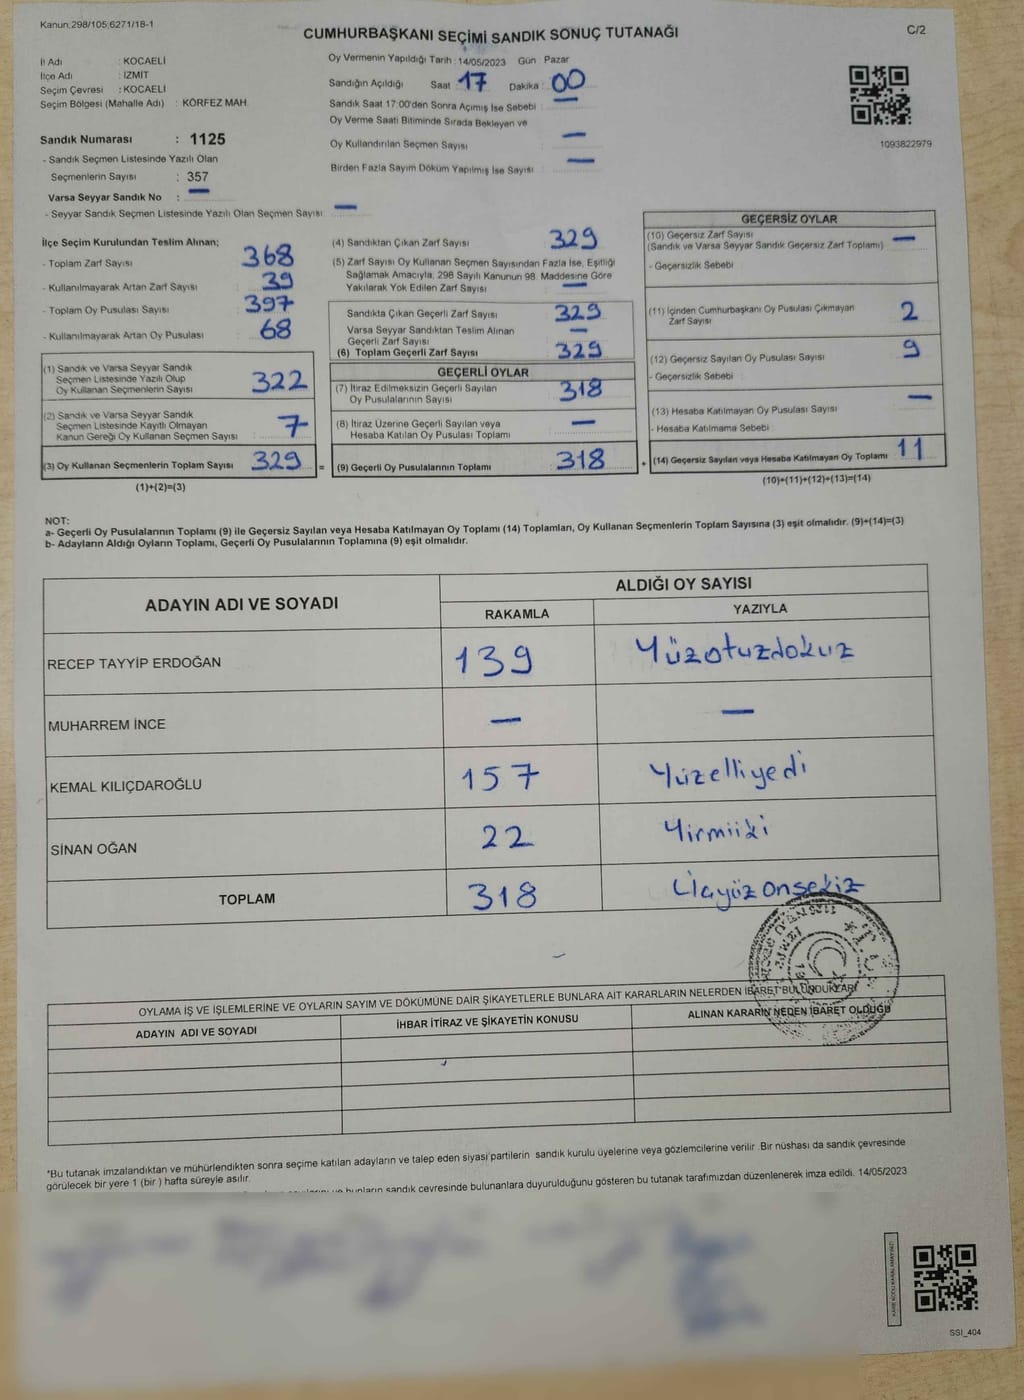 Kanun,298/105,6271/18-1
CUMHURBAŞKANI SEÇİMİ SANDIK SONUÇ TUTANAĞI
C/2
İl Adı : KOCAELİ
İlçe Adı : İZMİT
Seçim Çevresi : KOCAELİ
Seçim Bölgesi (Mahalle Adı) : KÖRFEZ MAH.
Sandık Numarası : 1125
- Sandık Seçmen Listesinde Yazılı Olan
Seçmenlerin Sayısı : 357
Varsa Seyyar Sandık No : —
- Seyyar Sandık Seçmen Listesinde Yazılı Olan Seçmen Sayısı —
Oy Vermenin Yapıldığı Tarih : 14/05/2023 Gün Pazar
Sandığın Açıldığı Saat 17 Dakika : 00
Sandık Saat 17:00'den Sonra Açımış İse Sebebi : —
Oy Verme Saati Bitiminde Sırada Bekleyen ve
Oy Kullandırılan Seçmen Sayısı —
Birden Fazla Sayım Döküm Yapılmış İse Sayısı —
1093822979
İlçe Seçim Kurulundan Teslim Alınan;
- Toplam Zarf Sayısı 368
- Kullanılmayarak Artan Zarf Sayısı 39
- Toplam Oy Pusulası Sayısı 397
- Kullanılmayarak Artan Oy Pusulası 68
(1) Sandık ve Varsa Seyyar Sandık
Seçmen Listesinde Yazılı Olup
Oy Kullanan Seçmenlerin Sayısı 322
(2) Sandık ve Varsa Seyyar Sandık
Seçmen Listesinde Kayıtlı Olmayan
Kanun Gereği Oy Kullanan Seçmen Sayısı 7
(3) Oy Kullanan Seçmenlerin Toplam Sayısı 329 =
(1)+(2)=(3)
(4) Sandıktan Çıkan Zarf Sayısı 329
(5) Zarf Sayısı Oy Kullanan Seçmen Sayısından Fazla İse, Eşitliği
Sağlamak Amacıyla, 298 Sayılı Kanunun 98. Maddesine Göre
Yakılarak Yok Edilen Zarf Sayısı —
Sandıkta Çıkan Geçerli Zarf Sayısı 329
Varsa Seyyar Sandıktan Teslim Alınan
Geçerli Zarf Sayısı —
(6) Toplam Geçerli Zarf Sayısı 329
GEÇERLİ OYLAR
(7) İtiraz Edilmeksizin Geçerli Sayılan
Oy Pusulalarının Sayısı 318
(8) İtiraz Üzerine Geçerli Sayılan veya
Hesaba Katılan Oy Pusulası Toplamı —
(9) Geçerli Oy Pusulalarının Toplamı 318 +
GEÇERSİZ OYLAR
(10) Geçersiz Zarf Sayısı
(Sandık ve Varsa Seyyar Sandık Geçersiz Zarf Toplamı) —
- Geçersizlik Sebebi
(11) İçinden Cumhurbaşkanı Oy Pusulası Çıkmayan
Zarf Sayısı 2
(12) Geçersiz Sayılan Oy Pusulası Sayısı 9
- Geçersizlik Sebebi
(13) Hesaba Katılmayan Oy Pusulası Sayısı —
- Hesaba Katılmama Sebebi
(14) Geçersiz Sayılan veya Hesaba Katılmayan Oy Toplamı 11
(10)+(11)+(12)+(13)=(14)
NOT:
a- Geçerli Oy Pusulalarının Toplamı (9) ile Geçersiz Sayılan veya Hesaba Katılmayan Oy Toplamı (14) Toplamları, Oy Kullanan Seçmenlerin Toplam Sayısına (3) eşit olmalıdır. (9)+(14)=(3)
b- Adayların Aldığı Oyların Toplamı, Geçerli Oy Pusulalarının Toplamına (9) eşit olmalıdır.
ADAYIN ADI VE SOYADI
ALDIĞI OY SAYISI
RAKAMLA YAZIYLA
RECEP TAYYİP ERDOĞAN 139 Yüzotuzdokuz
MUHARREM İNCE — —
KEMAL KILIÇDAROĞLU 157 Yüzelliyedi
SİNAN OĞAN 22 Yirmiiki
TOPLAM 318 Üçyüz onsekiz
OYLAMA İŞ VE İŞLEMLERİNE VE OYLARIN SAYIM VE DÖKÜMÜNE DAİR ŞİKAYETLERLE BUNLARA AİT KARARLARIN NELERDEN İBARET BULUNDUKLARI
ADAYIN ADI VE SOYADI İHBAR İTİRAZ VE ŞİKAYETİN KONUSU ALINAN KARARIN NEDEN İBARET OLDUĞU
*Bu tutanak imzalandıktan ve mühürlendikten sonra seçime katılan adayların ve talep eden siyasi partilerin sandık kurulu üyelerine veya gözlemcilerine verilir. Bir nüshası da sandık çevresinde
görülecek bir yere 1 (bir ) hafta süreyle asılır.
bunların sandık çevresinde bulunanlara duyurulduğunu gösteren bu tutanak tarafımızdan düzenlenerek imza edildi. 14/05/2023
SSI_404